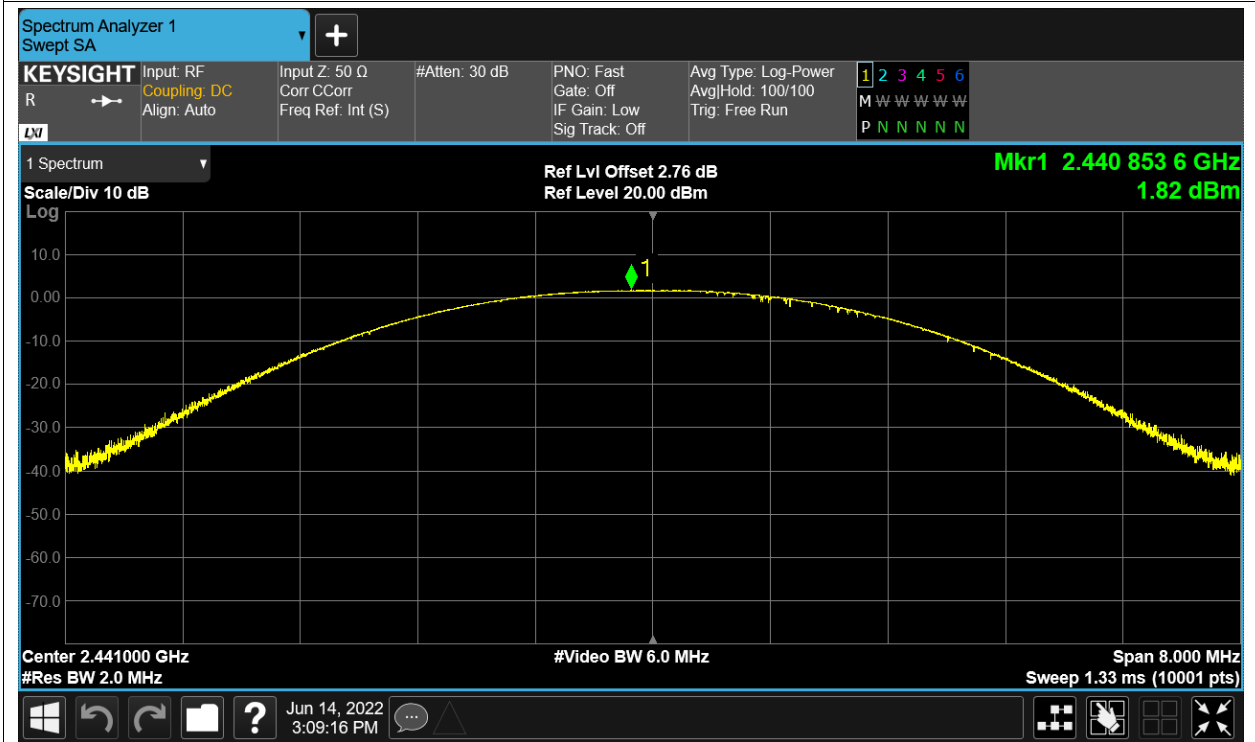 Spectrum Analyzer 1
Swept SA
KEYSIGHT
R
LXI
Input: RF
Coupling: DC
Align: Auto
Input Z: 50 Ω
Corr CCorr
Freq Ref: Int (S)
#Atten: 30 dB
PNO: Fast
Gate: Off
IF Gain: Low
Sig Track: Off
Avg Type: Log-Power
Avg|Hold: 100/100
Trig: Free Run
1 2 3 4 5 6
M W W W W W
P N N N N N
1 Spectrum
Scale/Div 10 dB
Log
Ref Lvl Offset 2.76 dB
Ref Level 20.00 dBm
Mkr1 2.440 853 6 GHz
1.82 dBm
1
10.0
0.00
-10.0
-20.0
-30.0
-40.0
-50.0
-60.0
-70.0
Center 2.441000 GHz
#Res BW 2.0 MHz
#Video BW 6.0 MHz
Span 8.000 MHz
Sweep 1.33 ms (10001 pts)
?
Jun 14, 2022
3:09:16 PM